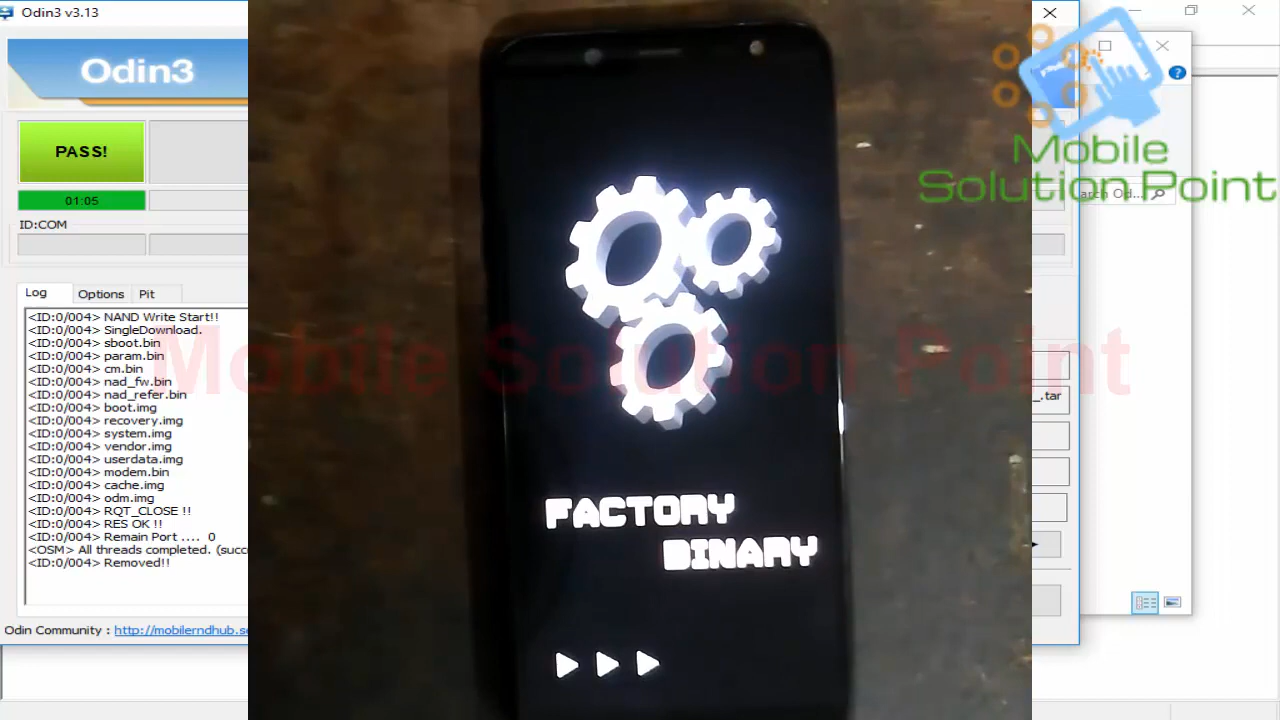 Odin3 v3.13
Odin3
PASS!
01:05
ID:COM
Log
Options
Pit
<ID:0/004> NAND Write Start!!
<ID:0/004> SingleDownload.
<ID:0/004> sboot.bin
<ID:0/004> param.bin
<ID:0/004> cm.bin
<ID:0/004> nad_fw.bin
<ID:0/004> nad_refer.bin
<ID:0/004> boot.img
<ID:0/004> recovery.img
<ID:0/004> system.img
<ID:0/004> vendor.img
<ID:0/004> userdata.img
<ID:0/004> modem.bin
<ID:0/004> cache.img
<ID:0/004> odm.img
<ID:0/004> RQT_CLOSE !!
<ID:0/004> RES OK !!
<ID:0/004> Remain Port .... 0
<OSM> All threads completed. (succ
<ID:0/004> Removed!!
Odin Community : http://mobilerndhub.se
FACTORY
BINARY
Mobile Solution Point
Mobile
Solution Point
arch Od...
_.tar